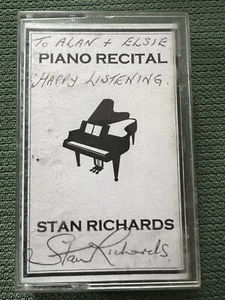 TO ALAN + ELSIE
PIANO RECITAL
HAPPY LISTENING.
STAN RICHARDS
Stan Richards.